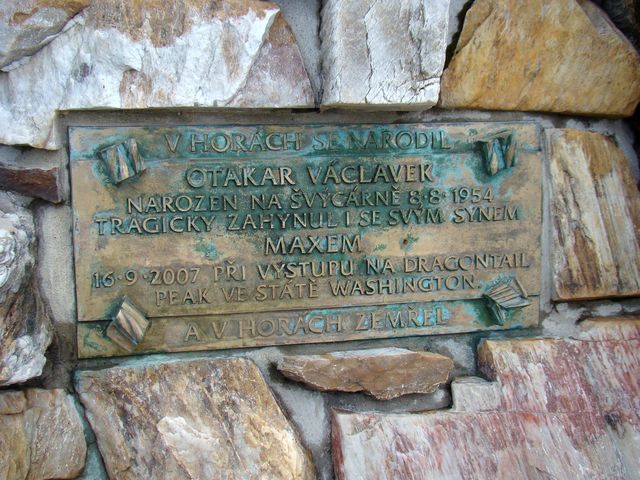 V HORÁCH SE NARODIL
OTAKAR VÁCLAVEK
NAROZEN NA ŠVÝCÁRNĚ 8.8.1954
TRAGICKY ZAHYNUL I SE SVÝM SYNEM
MAXEM
16.9.2007 PŘI VÝSTUPU NA DRAGONTAIL
PEAK VE STÁTĚ WASHINGTON.
A V HORÁCH ZEMŘEL